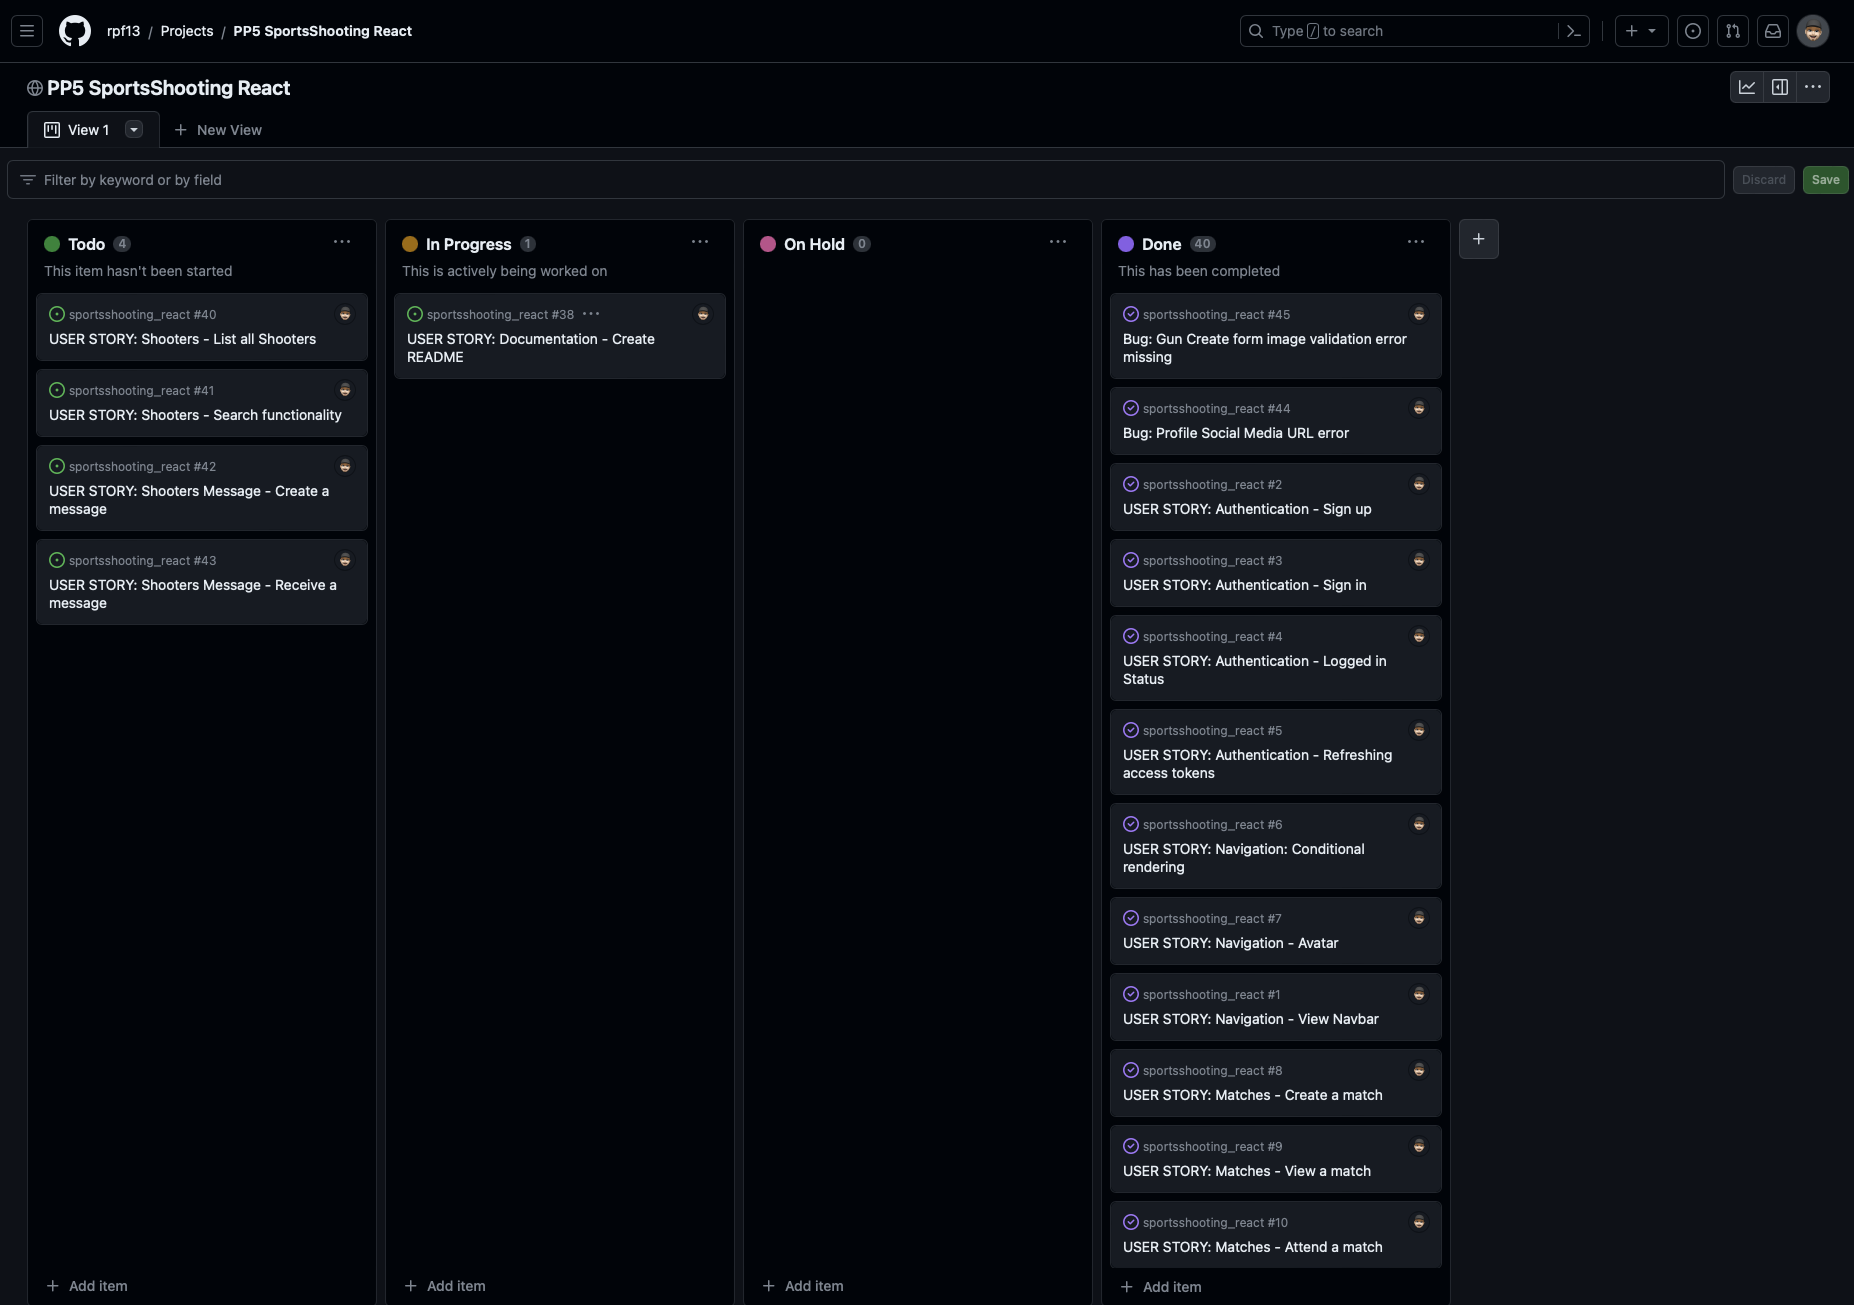 rpf13 / Projects / PP5 SportsShooting React
Type / to search
PP5 SportsShooting React
View 1
New View
Filter by keyword or by field
Discard
Save
Todo 4
This item hasn't been started
sportsshooting_react #40
USER STORY: Shooters - List all Shooters
sportsshooting_react #41
USER STORY: Shooters - Search functionality
sportsshooting_react #42
USER STORY: Shooters Message - Create a
message
sportsshooting_react #43
USER STORY: Shooters Message - Receive a
message
Add item
In Progress 1
This is actively being worked on
sportsshooting_react #38
USER STORY: Documentation - Create
README
Add item
On Hold 0
Add item
Done 40
This has been completed
sportsshooting_react #45
Bug: Gun Create form image validation error
missing
sportsshooting_react #44
Bug: Profile Social Media URL error
sportsshooting_react #2
USER STORY: Authentication - Sign up
sportsshooting_react #3
USER STORY: Authentication - Sign in
sportsshooting_react #4
USER STORY: Authentication - Logged in
Status
sportsshooting_react #5
USER STORY: Authentication - Refreshing
access tokens
sportsshooting_react #6
USER STORY: Navigation: Conditional
rendering
sportsshooting_react #7
USER STORY: Navigation - Avatar
sportsshooting_react #1
USER STORY: Navigation - View Navbar
sportsshooting_react #8
USER STORY: Matches - Create a match
sportsshooting_react #9
USER STORY: Matches - View a match
sportsshooting_react #10
USER STORY: Matches - Attend a match
Add item